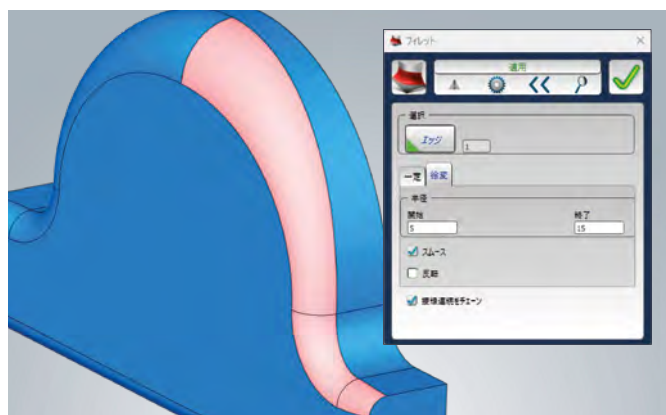 フィレット
適用
選択
エッジ
1
一定 徐変
半径
開始 終了
5 15
スムース
反転
接線連続をチェーン